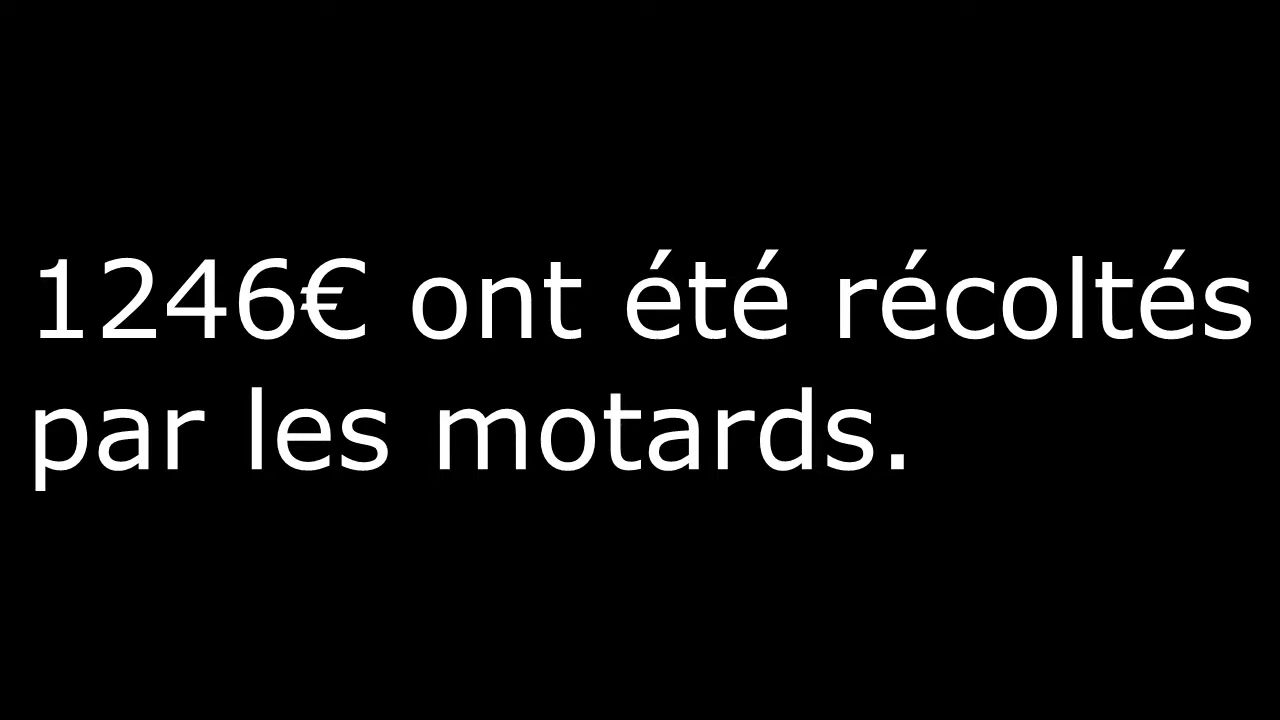 1246€ ont été récoltés
par les motards.